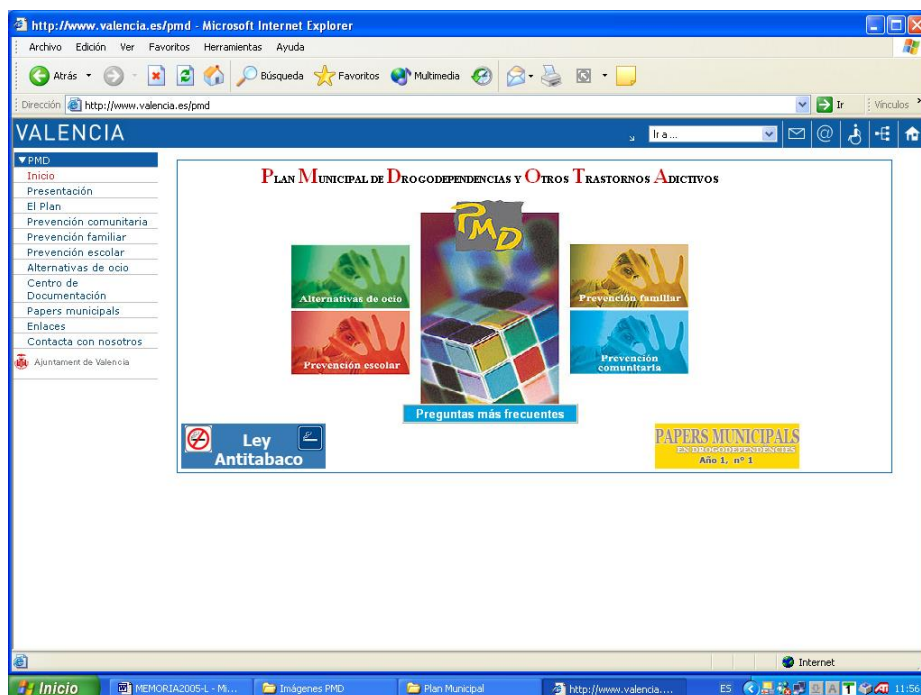 http://www.valencia.es/pmd - Microsoft Internet Explorer
Archivo Edición Ver Favoritos Herramientas Ayuda
Atrás Búsqueda Favoritos Multimedia
Dirección http://www.valencia.es/pmd Ir Vínculos
VALENCIA Ir a...
PMD
Inicio
Presentación
El Plan
Prevención comunitaria
Prevención familiar
Prevención escolar
Alternativas de ocio
Centro de
Documentación
Papers municipals
Enlaces
Contacta con nosotros
Ajuntament de Valencia
PLAN MUNICIPAL DE DROGODEPENDENCIAS Y OTROS TRASTORNOS ADICTIVOS
PMD
Alternativas de ocio
Prevención familiar
Prevención escolar
Prevención
comunitaria
Preguntas más frecuentes
Ley
Antitabaco
PAPERS MUNICIPALS
EN DROGODEPENDENCIES
Año 1, nº 1
Internet
Inicio MEMORIA2005-L - Mi... Imágenes PMD Plan Municipal http://www.valencia.... ES 11:56